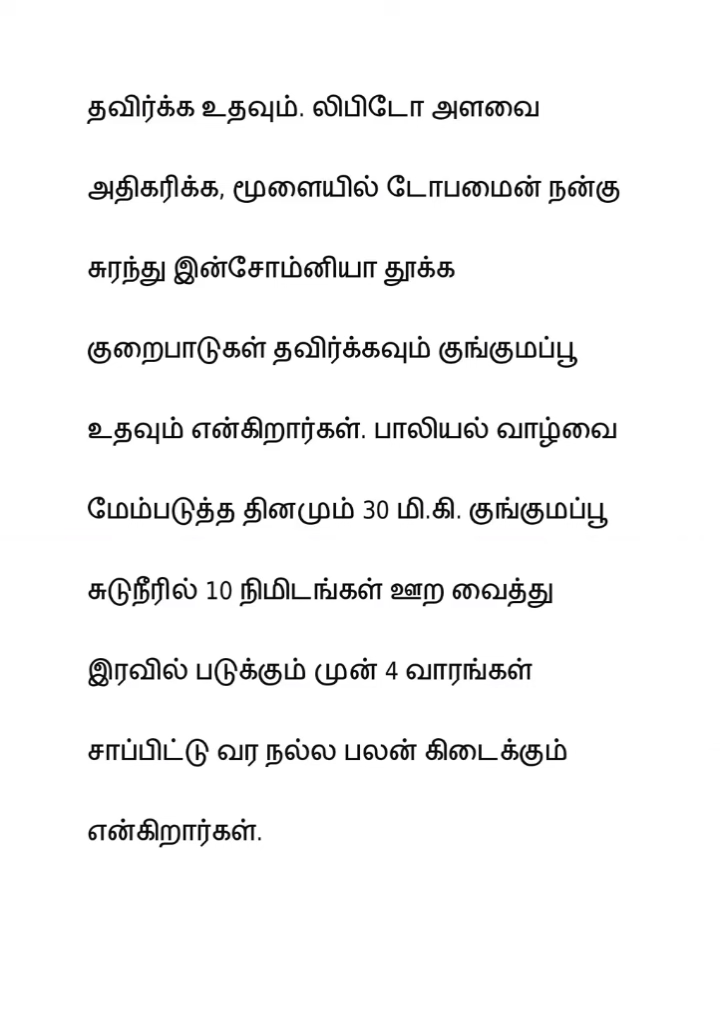 தவிர்க்க உதவும். லிபிடோ அளவை
அதிகரிக்க, மூளையில் டோபமைன் நன்கு
சுரந்து இன்சோம்னியா தூக்க
குறைபாடுகள் தவிர்க்கவும் குங்குமப்பூ
உதவும் என்கிறார்கள். பாலியல் வாழ்வை
மேம்படுத்த தினமும் 30 மி.கி. குங்குமப்பூ
சுடுநீரில் 10 நிமிடங்கள் ஊற வைத்து
இரவில் படுக்கும் முன் 4 வாரங்கள்
சாப்பிட்டு வர நல்ல பலன் கிடைக்கும்
என்கிறார்கள்.